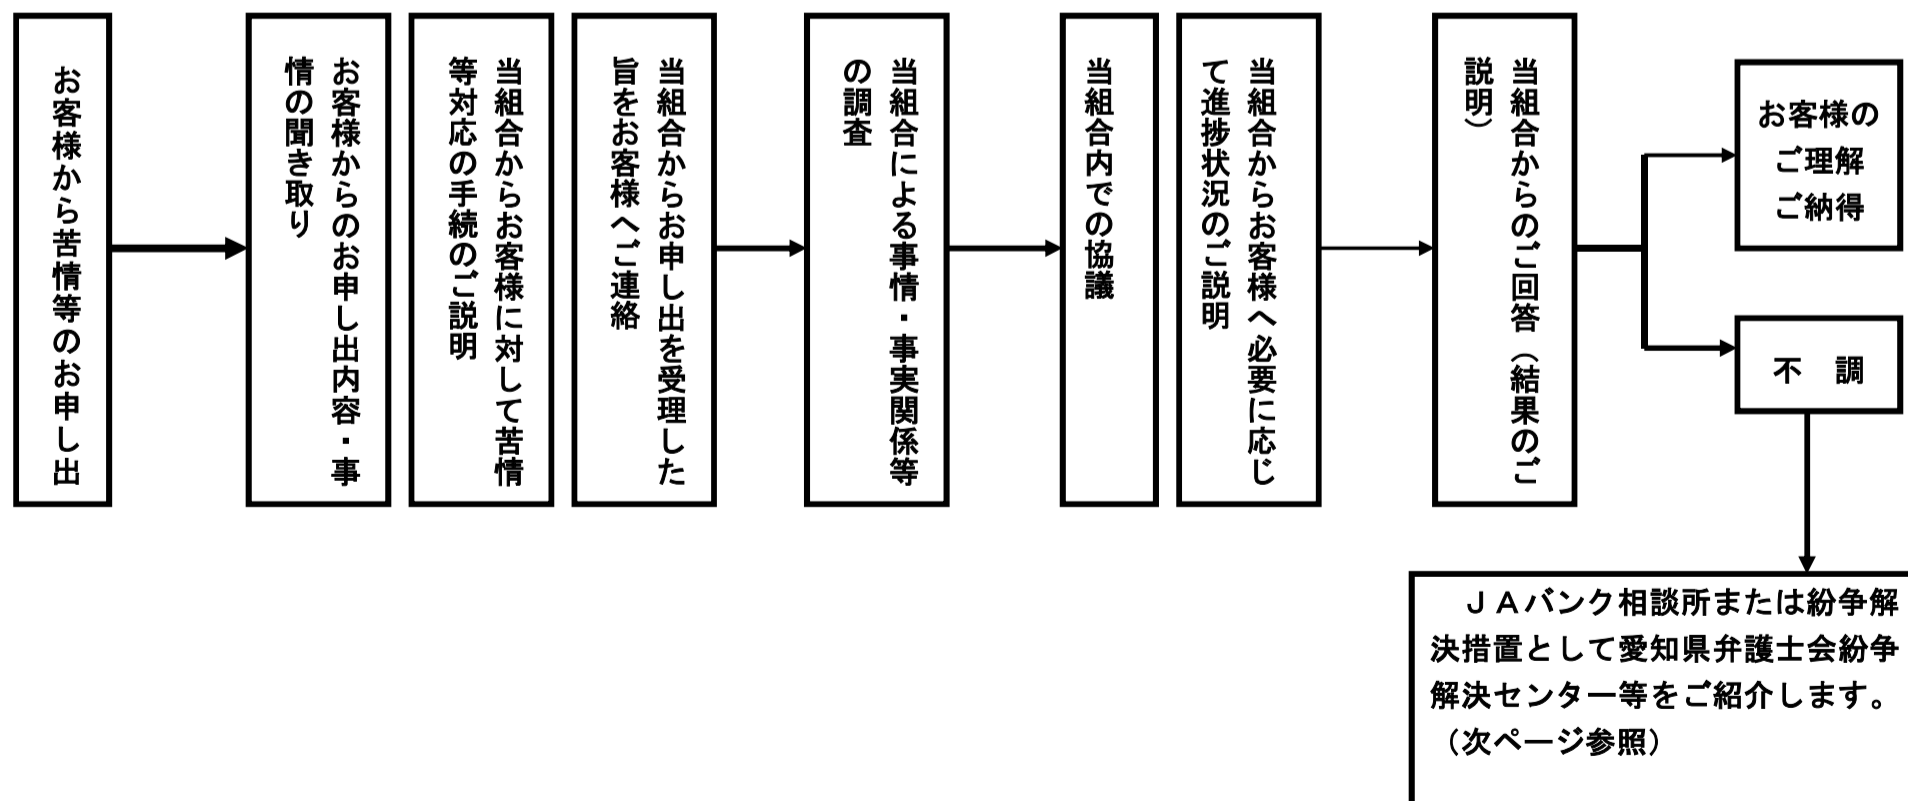 お客様から苦情等のお申し出
お客様からのお申し出内容・事
情の聞き取り
当組合からお客様に対して苦情
等対応の手続のご説明
当組合からお申し出を受理した
旨をお客様へご連絡
当組合による事情・事実関係等
の調査
当組合内での協議
当組合からお客様へ必要に応じ
て進捗状況のご説明
当組合からのご回答（結果のご
説明）
お客様の
ご理解
ご納得
不　調
ＪＡバンク相談所または紛争解
決措置として愛知県弁護士会紛争
解決センター等をご紹介します。
（次ページ参照）